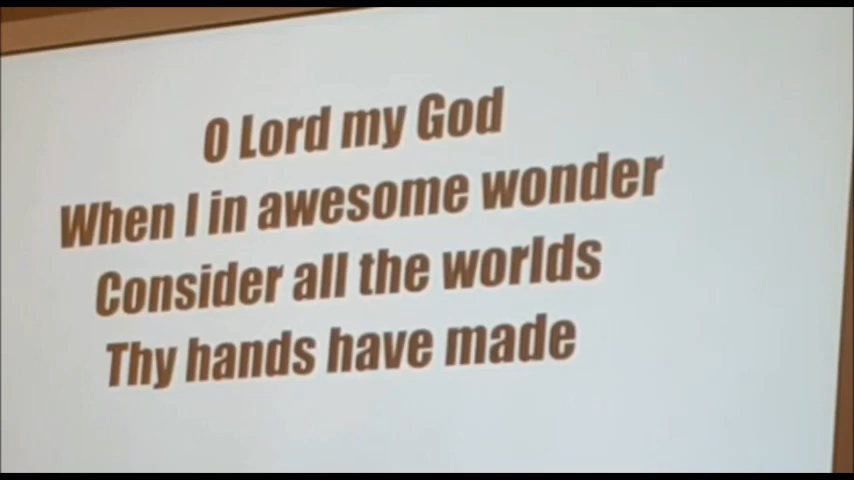 O Lord my God
When I in awesome wonder
Consider all the worlds
Thy hands have made